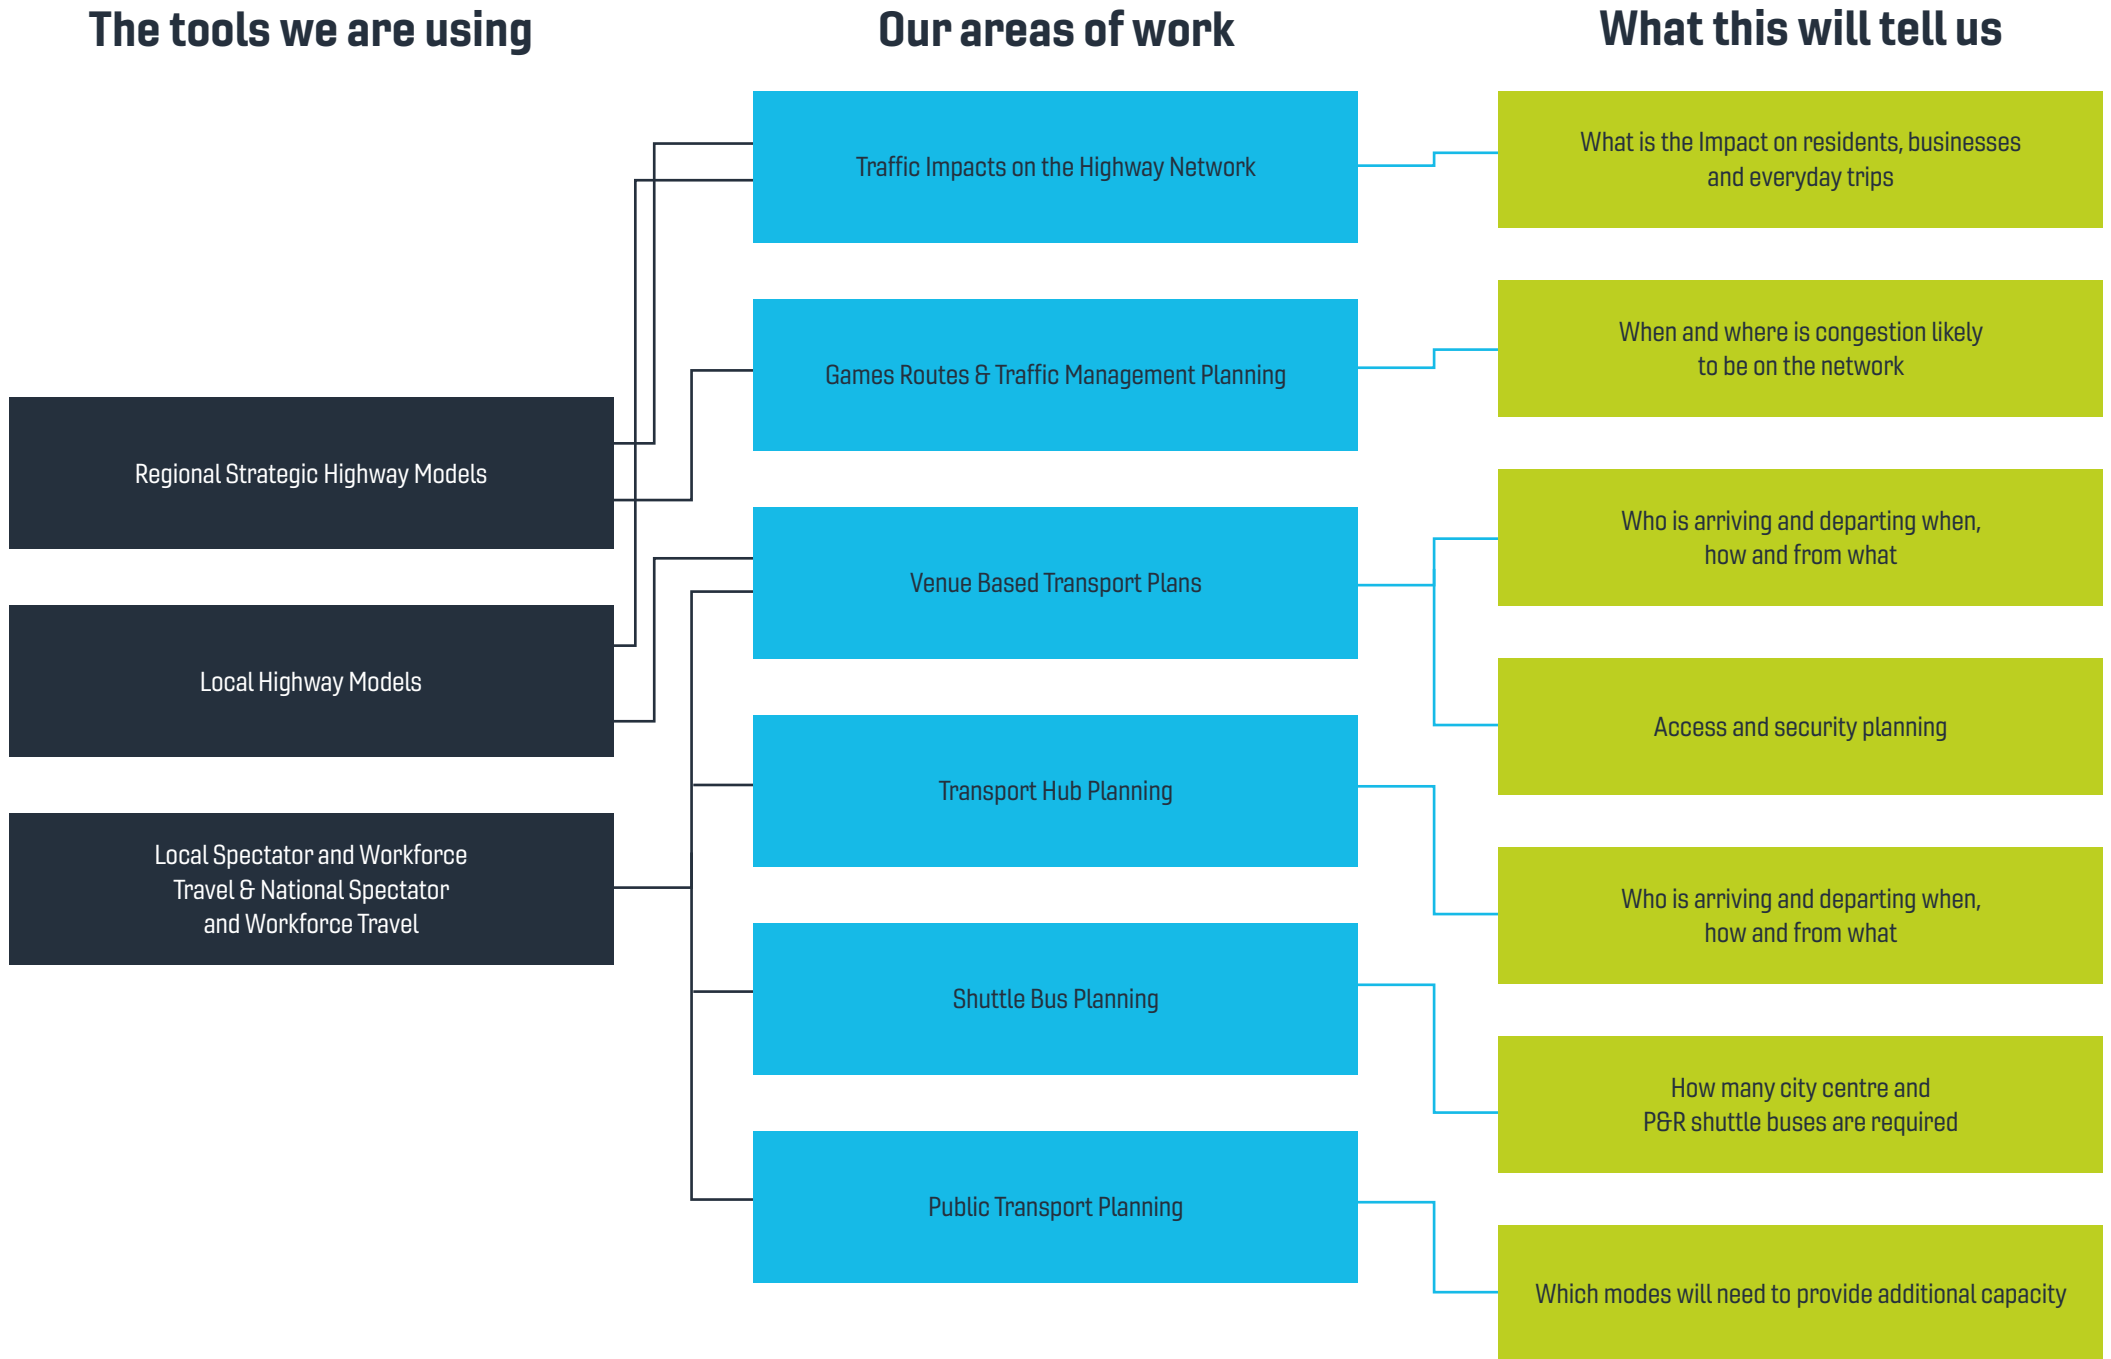 The tools we are using
Our areas of work
What this will tell us
Regional Strategic Highway Models
Local Highway Models
Local Spectator and Workforce
Travel & National Spectator
and Workforce Travel
Traffic Impacts on the Highway Network
Games Routes & Traffic Management Planning
Venue Based Transport Plans
Transport Hub Planning
Shuttle Bus Planning
Public Transport Planning
What is the Impact on residents, businesses
and everyday trips
When and where is congestion likely
to be on the network
Who is arriving and departing when,
how and from what
Access and security planning
Who is arriving and departing when,
how and from what
How many city centre and
P&R shuttle buses are required
Which modes will need to provide additional capacity